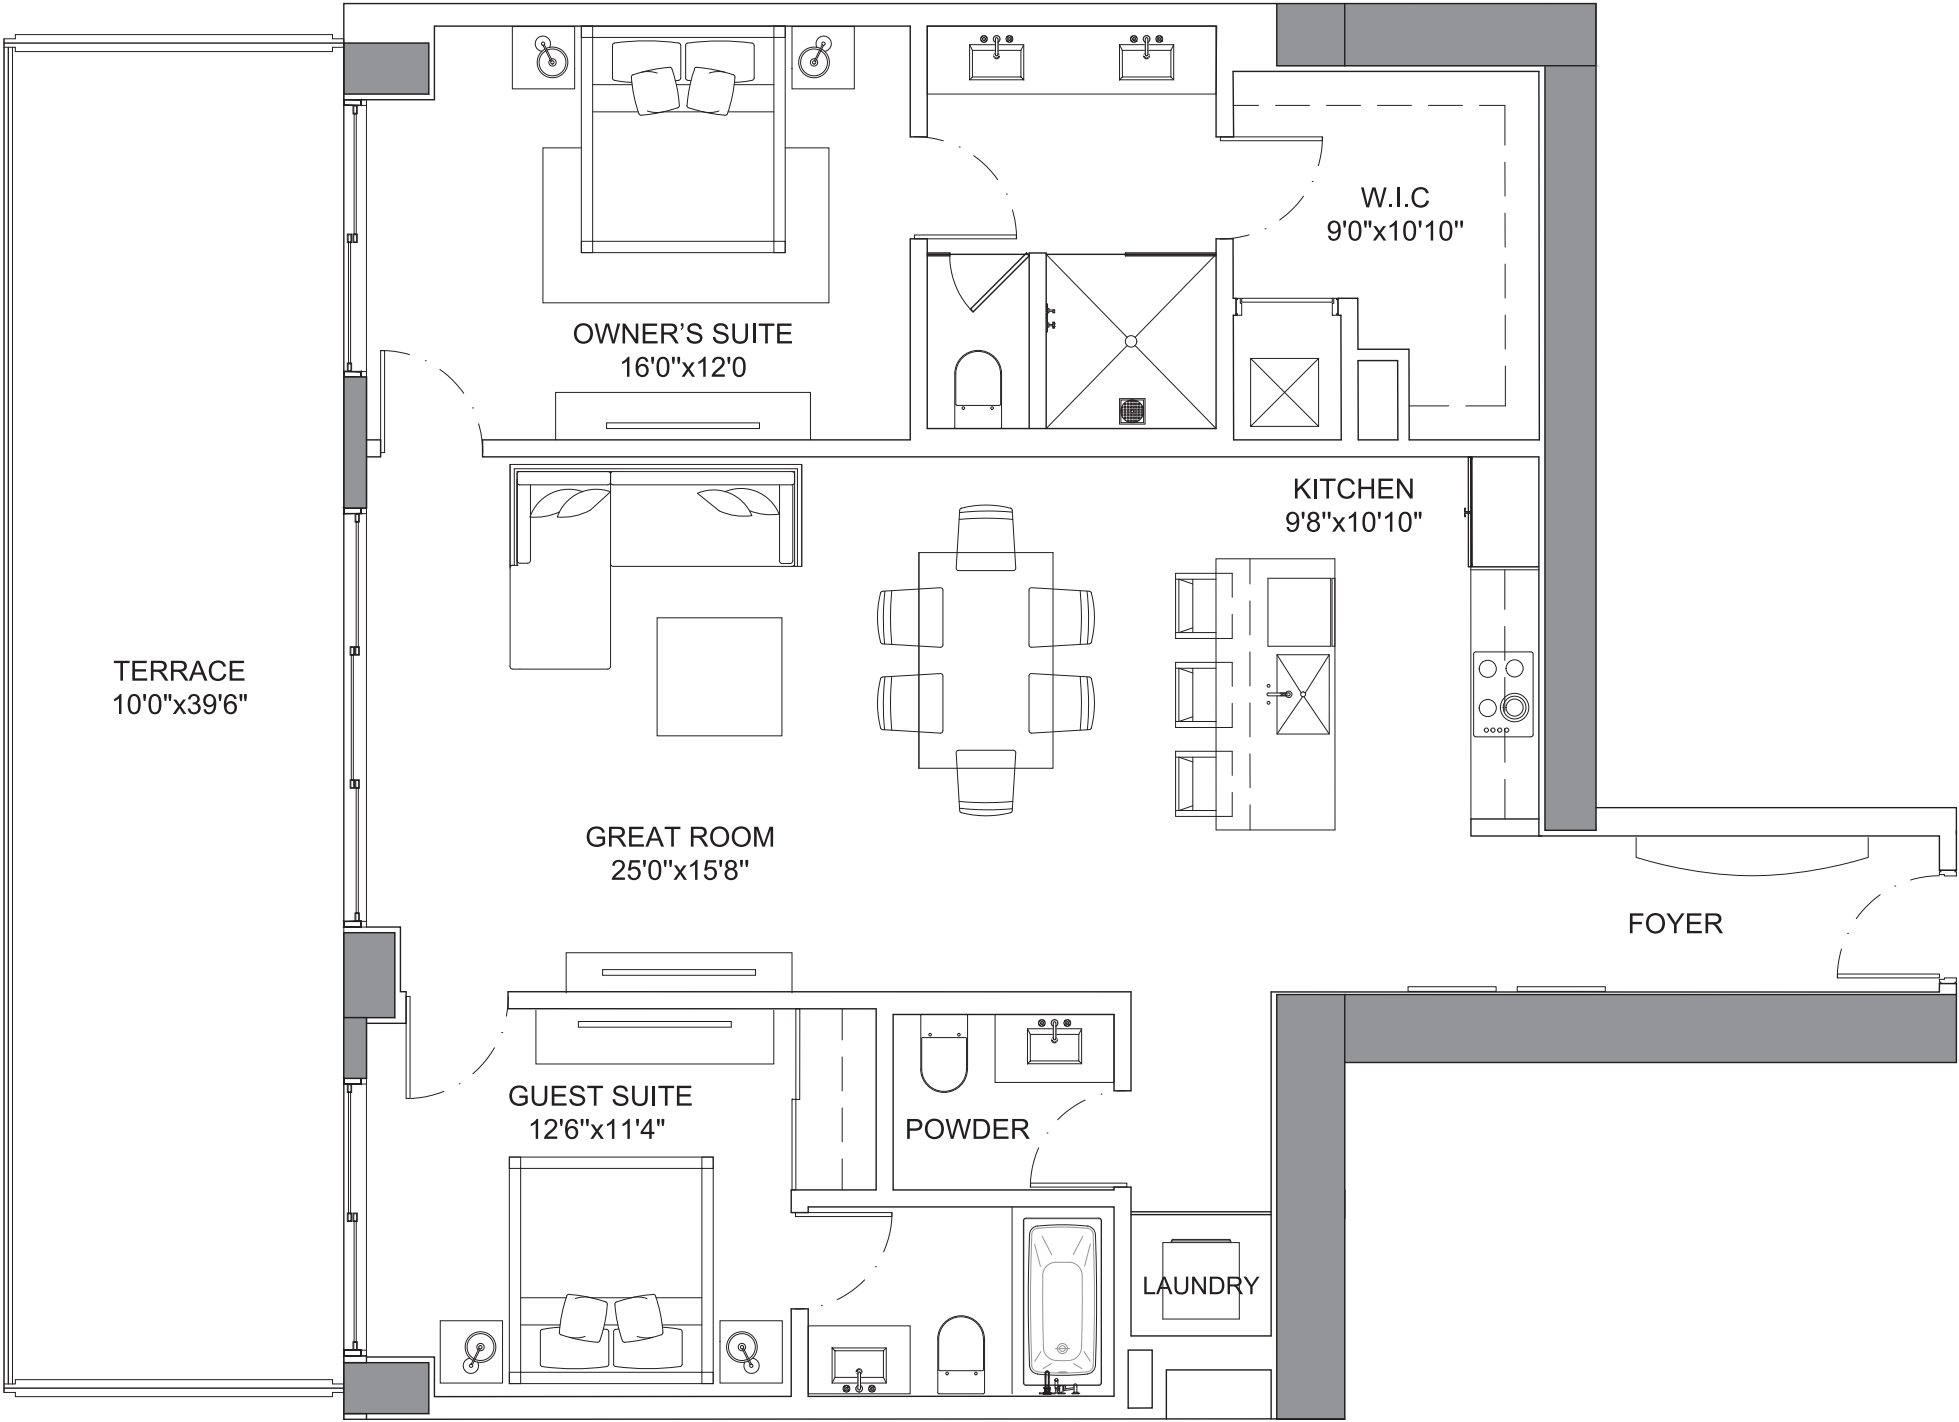 W.I.C
9'0"x10'10"
OWNER'S SUITE
16'0"x12'0
KITCHEN
9'8"x10'10"
TERRACE
10'0"x39'6"
GREAT ROOM
25'0"x15'8"
FOYER
GUEST SUITE
12'6"x11'4"
POWDER
LAUNDRY